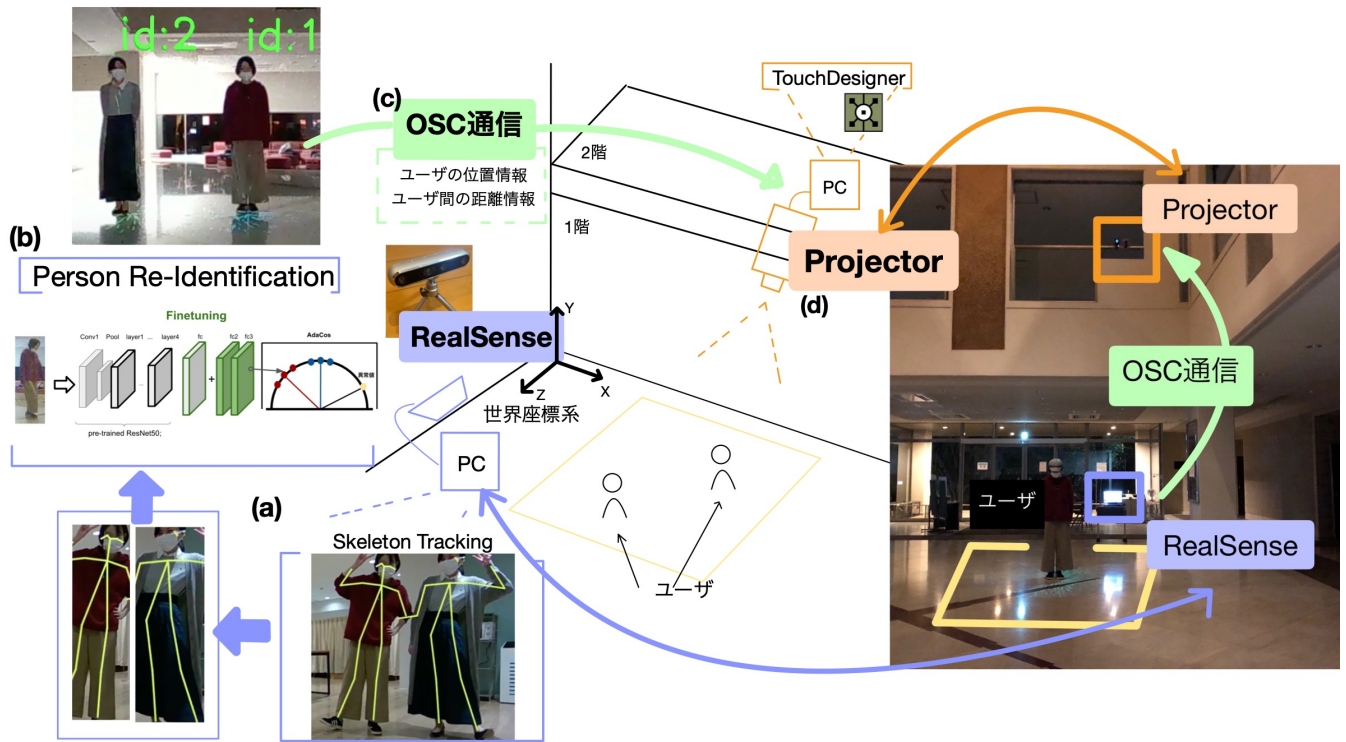 id:2
id:1
(c)
OSC通信
ユーザの位置情報
ユーザ間の距離情報
TouchDesigner
2階
1階
PC
Projector
(d)
Projector
OSC通信
ユーザ
RealSense
(b)
Person Re-Identification
Finetuning
Conv1
Pool
layer1
...
layer4
fc
fc2
fc3
AdaCos
異常値
+
pre-trained ResNet50;
RealSense
Y
X
Z
世界座標系
PC
(a)
Skeleton Tracking
ユーザ